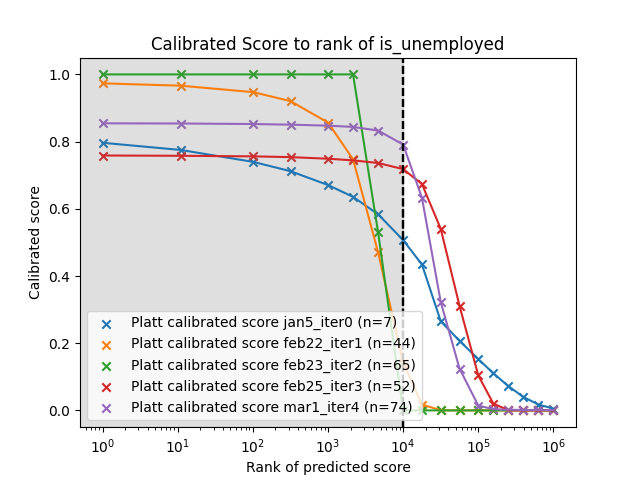 Calibrated Score to rank of is_unemployed
Calibrated score
1.0
0.8
0.6
0.4
0.2
0.0
Platt calibrated score jan5_iter0 (n=7)
Platt calibrated score feb22_iter1 (n=44)
Platt calibrated score feb23_iter2 (n=65)
Platt calibrated score feb25_iter3 (n=52)
Platt calibrated score mar1_iter4 (n=74)
10⁰ 10¹ 10² 10³ 10⁴ 10⁵ 10⁶
Rank of predicted score